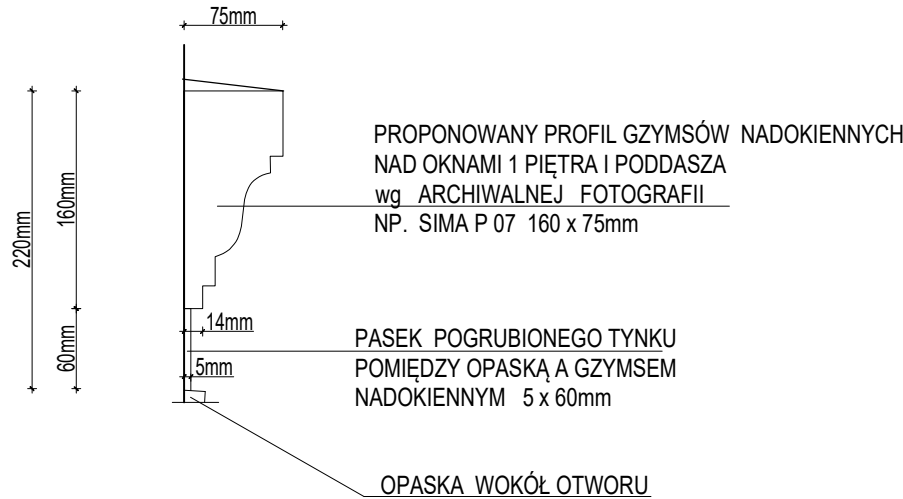 75mm
PROPONOWANY PROFIL GZYMSÓW NADOKIENNYCH
NAD OKNAMI 1 PIĘTRA I PODDASZA
wg ARCHIWALNEJ FOTOGRAFII
NP. SIMA P 07 160 x 75mm
220mm
160mm
60mm
14mm
5mm
PASEK POGRUBIONEGO TYNKU
POMIĘDZY OPASKĄ A GZYMSEM
NADOKIENNYM 5 x 60mm
OPASKA WOKÓŁ OTWORU